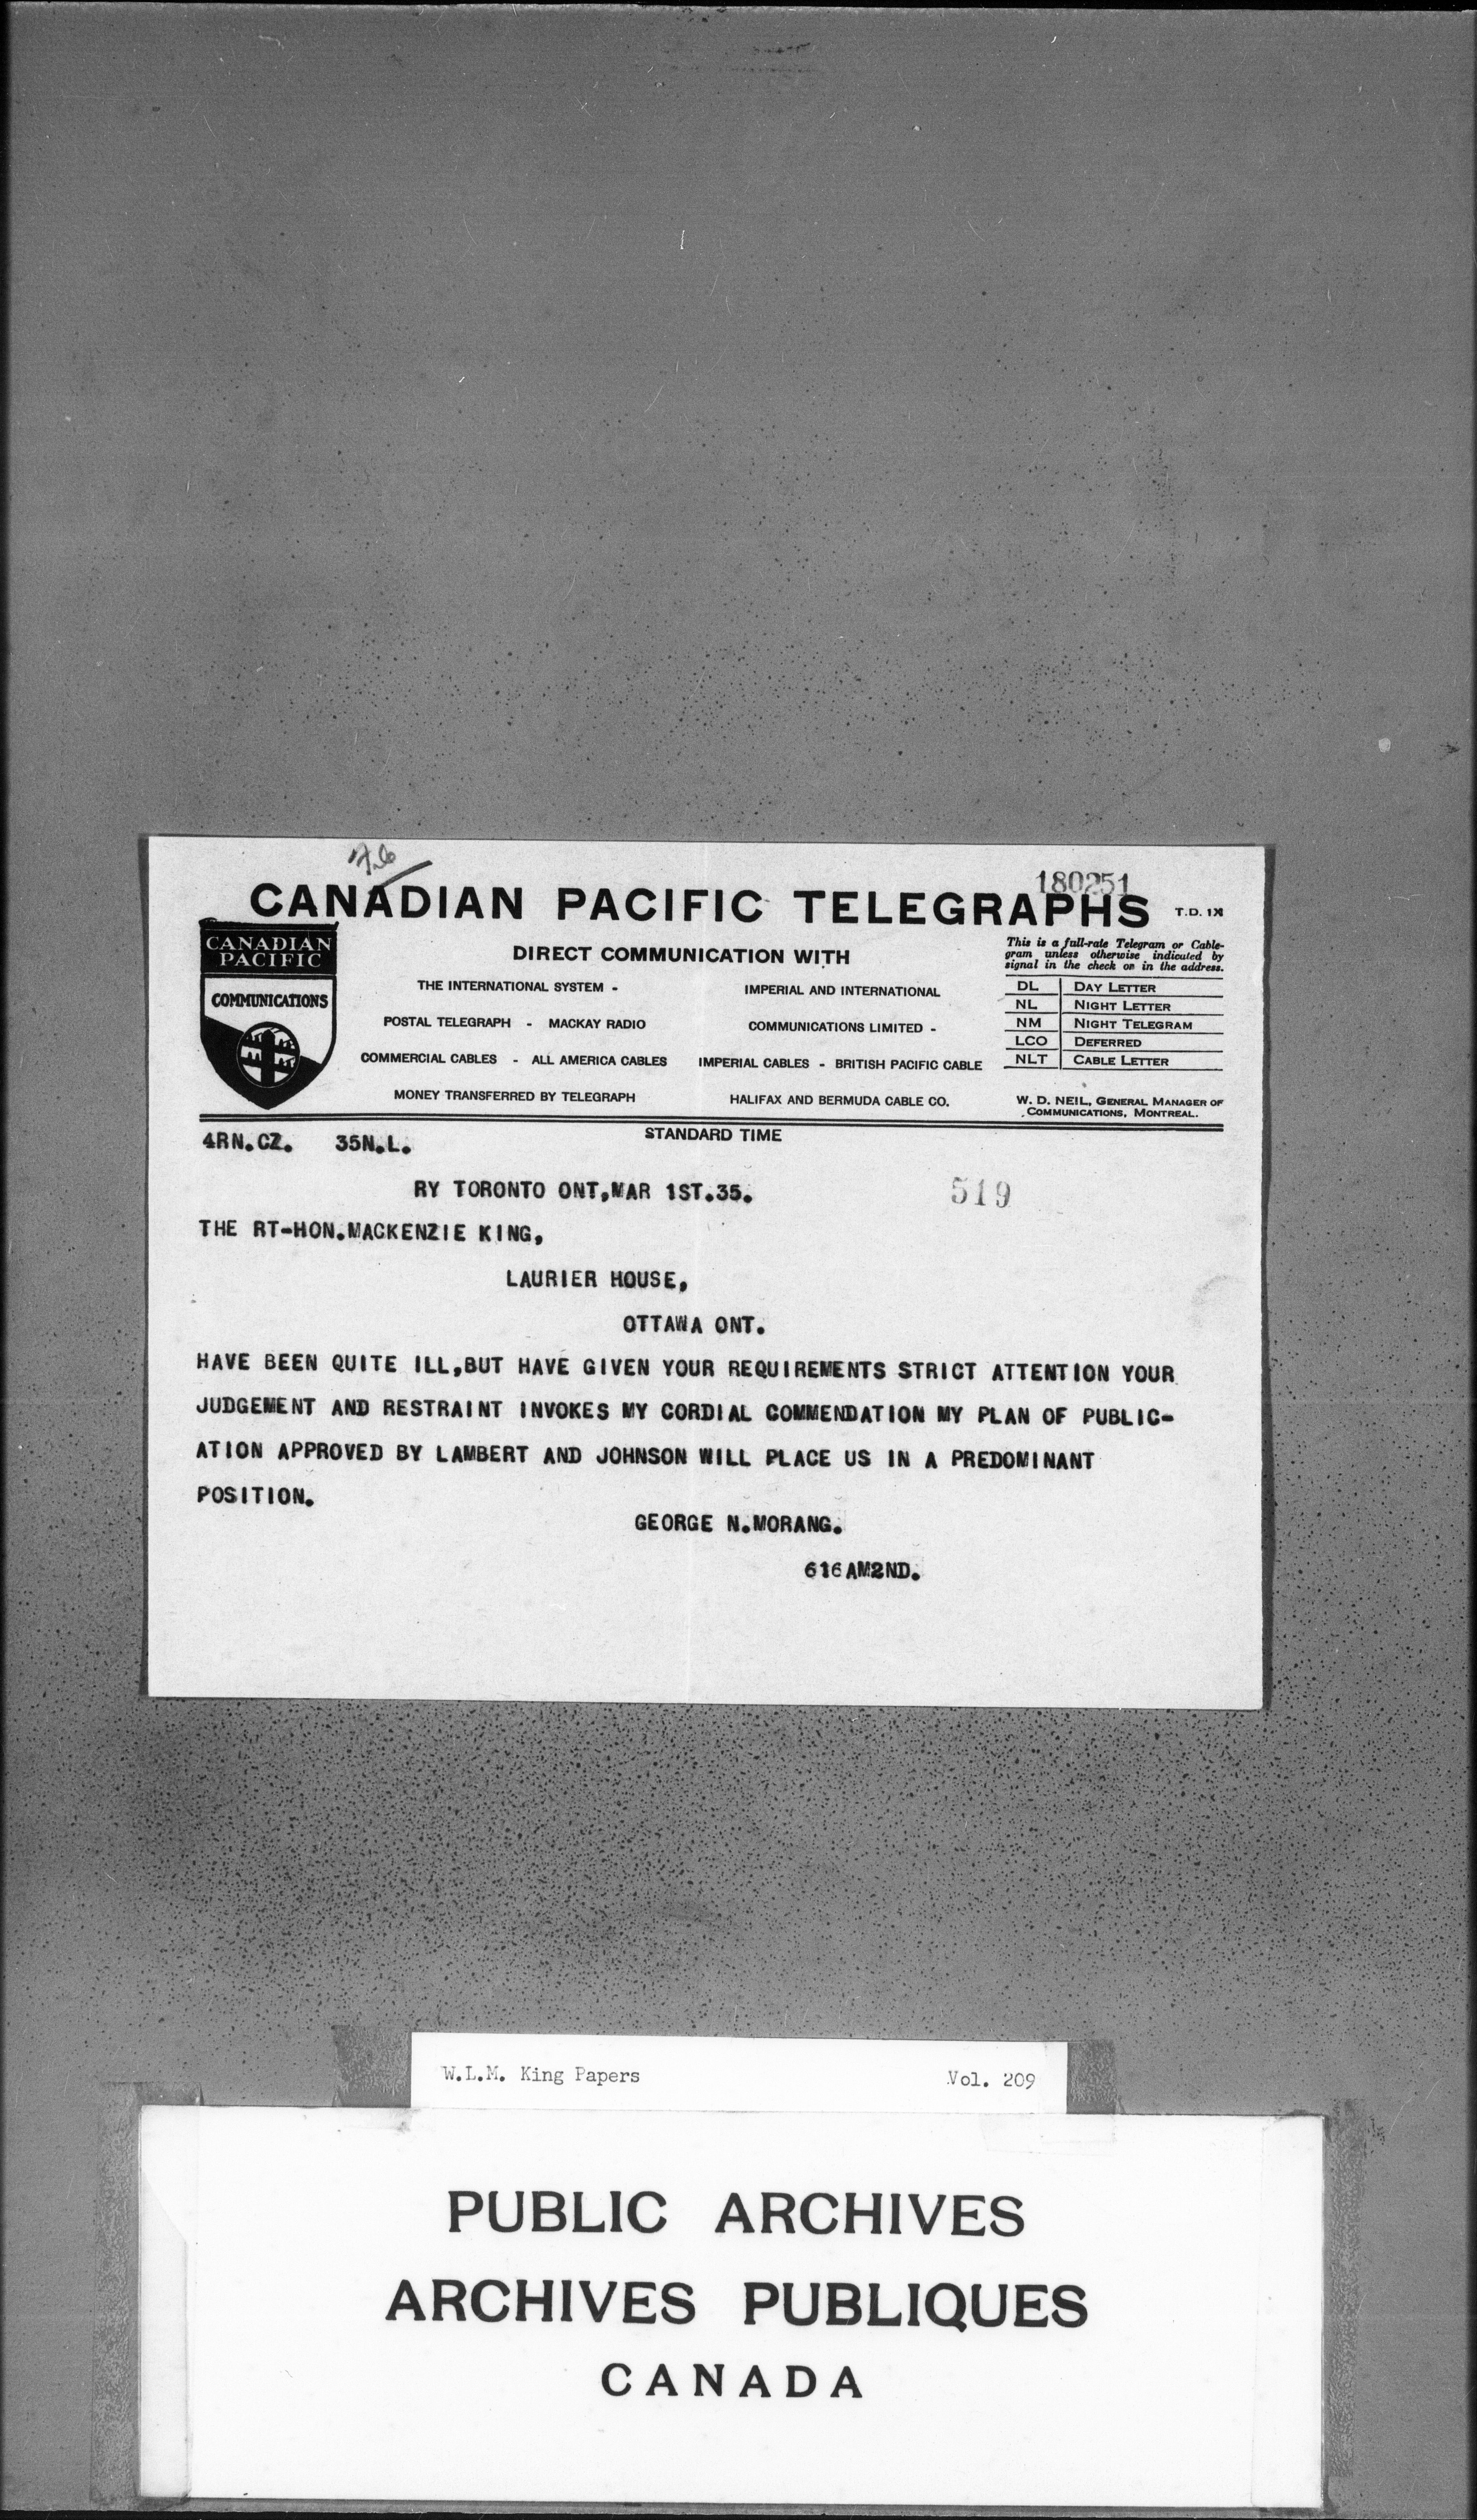 180251
CANADIAN PACIFIC TELEGRAPHS T.D. 1X
CANADIAN
PACIFIC
COMMUNICATIONS
DIRECT COMMUNICATION WITH
THE INTERNATIONAL SYSTEM -
POSTAL TELEGRAPH - MACKAY RADIO
COMMERCIAL CABLES - ALL AMERICA CABLES
MONEY TRANSFERRED BY TELEGRAPH
IMPERIAL AND INTERNATIONAL
COMMUNICATIONS LIMITED -
IMPERIAL CABLES - BRITISH PACIFIC CABLE
HALIFAX AND BERMUDA CABLE CO.
This is a full-rate Telegram or Cable-
gram unless otherwise indicated by
signal in the check or in the address.
DL DAY LETTER
NL NIGHT LETTER
NM NIGHT TELEGRAM
LCO DEFERRED
NLT CABLE LETTER
W. D. NEIL, GENERAL MANAGER OF
COMMUNICATIONS, MONTREAL.
STANDARD TIME
4RN.CZ. 35N.L.
RY TORONTO ONT,MAR 1ST.35. 519
THE RT-HON.MACKENZIE KING,
LAURIER HOUSE,
OTTAWA ONT.
HAVE BEEN QUITE ILL,BUT HAVE GIVEN YOUR REQUIREMENTS STRICT ATTENTION YOUR
JUDGEMENT AND RESTRAINT INVOKES MY CORDIAL COMMENDATION MY PLAN OF PUBLIC-
ATION APPROVED BY LAMBERT AND JOHNSON WILL PLACE US IN A PREDOMINANT
POSITION.
GEORGE N.MORANG.
616AM2ND.
W.L.M. King Papers Vol. 209
PUBLIC ARCHIVES
ARCHIVES PUBLIQUES
CANADA